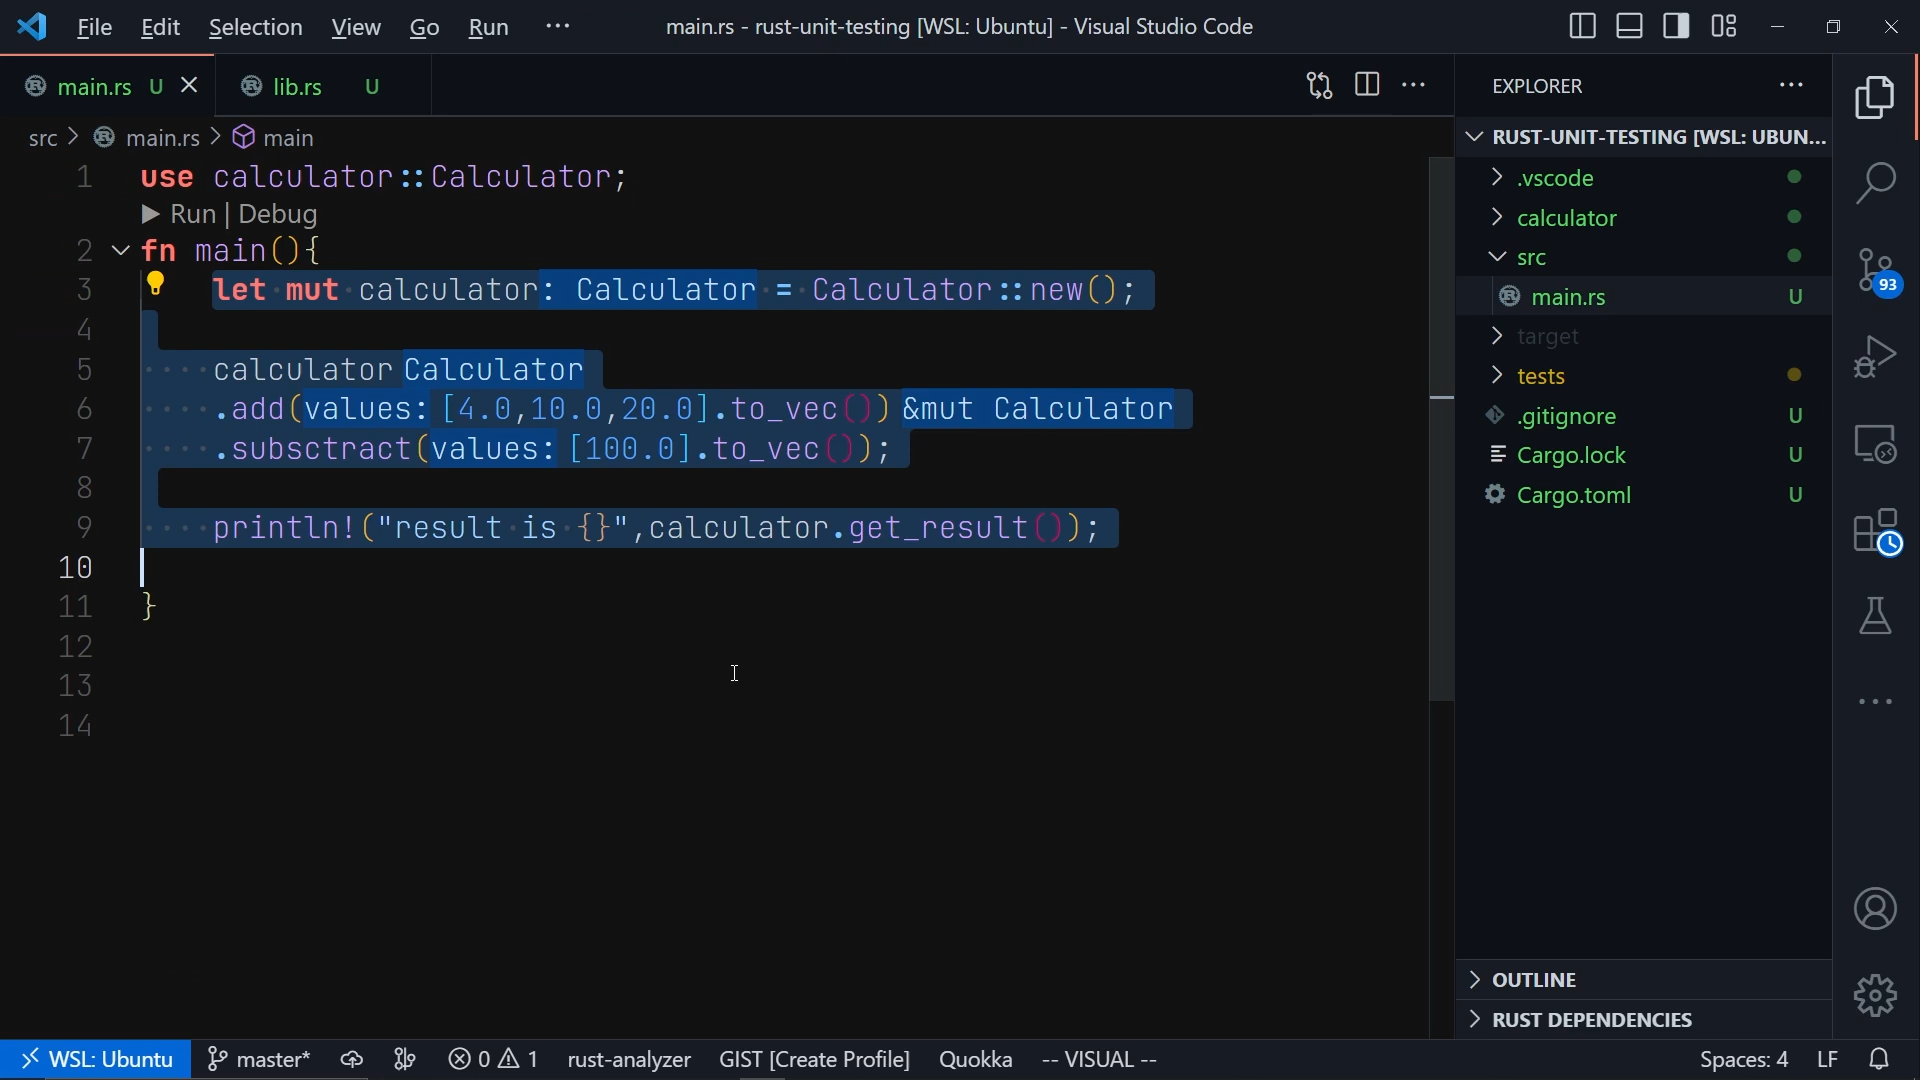 File Edit Selection View Go Run ··· main.rs - rust-unit-testing [WSL: Ubuntu] - Visual Studio Code
main.rs U lib.rs U
EXPLORER
src > main.rs > main
RUST-UNIT-TESTING [WSL: UBUN...
1 use calculator::Calculator;
Run | Debug
2 fn main(){
3 let mut calculator: Calculator = Calculator::new();
4
5 calculator Calculator
6 .add(values: [4.0,10.0,20.0].to_vec()) &mut Calculator
7 .subsctract(values: [100.0].to_vec());
8
9 println!("result is {}",calculator.get_result());
10
11 }
12
13
14
.vscode
calculator
src
main.rs U
target
tests
.gitignore U
Cargo.lock U
Cargo.toml U
93
OUTLINE
RUST DEPENDENCIES
WSL: Ubuntu master* 0 1 rust-analyzer GIST [Create Profile] Quokka -- VISUAL -- Spaces: 4 LF